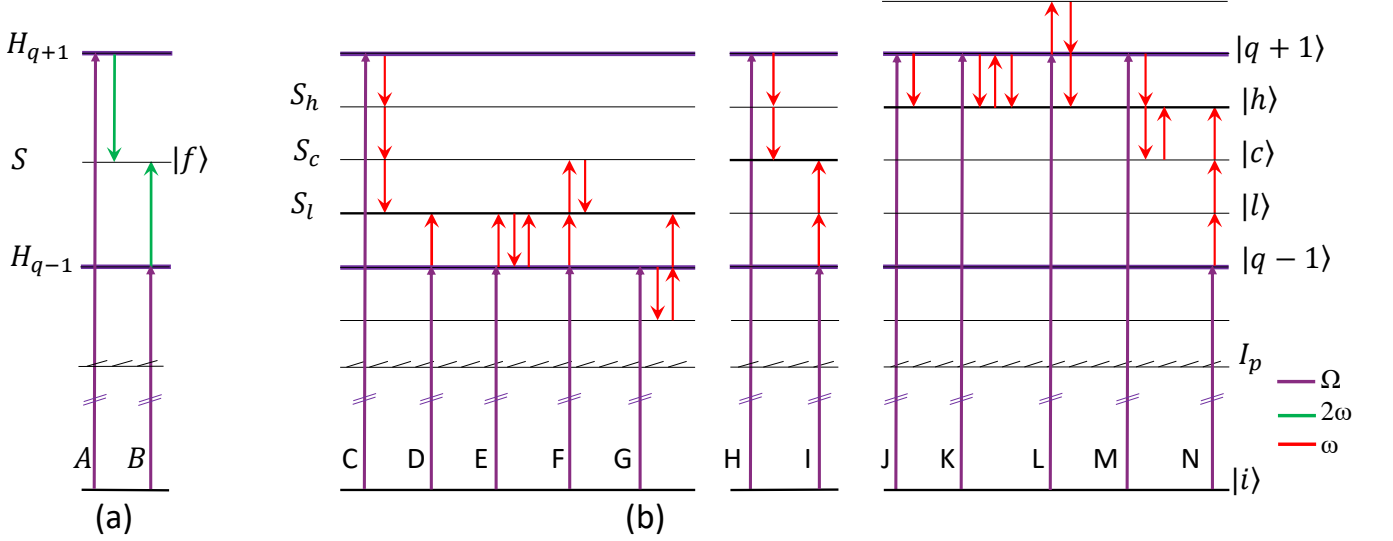 H_{q+1}
S
|f⟩
H_{q-1}
A
B
(a)
S_h
S_c
S_l
C
D
E
F
G
H
I
J
K
L
M
N
(b)
|q + 1⟩
|h⟩
|c⟩
|l⟩
|q − 1⟩
I_p
|i⟩
Ω
2ω
ω